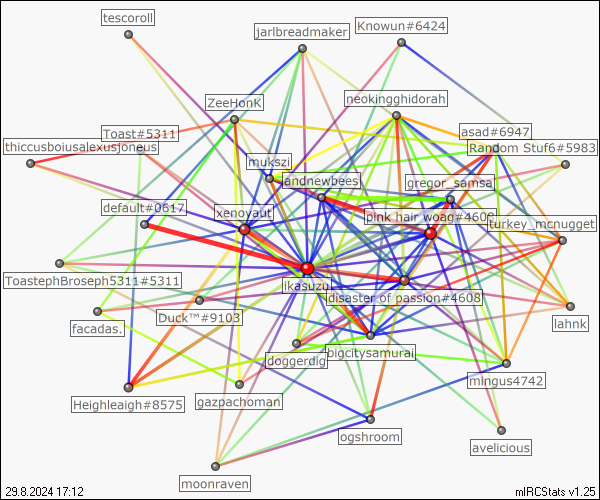 tescoroll
Knowun#6424
jarlbreadmaker
ZeeHonK
neokingghidorah
Toast#5311
asad#6947
thiccusboiusalexusjoneus
Random Stuf6#5983
mukszi
landnewbees
gregor_samsa
default#0617
xenoyaut
pink hair woag#4600
turkey_mcnugget
ToastephBroseph5311#5311
ikasuzu
disaster of passion#4608
facadas.
Duck™#9103
lahnk
doggerdig
bigcitysamurai
mingus4742
Heighleaigh#8575
gazpachoman
ogshroom
avelicious
moonraven
29.8.2024 17:12
mIRCStats v1.25